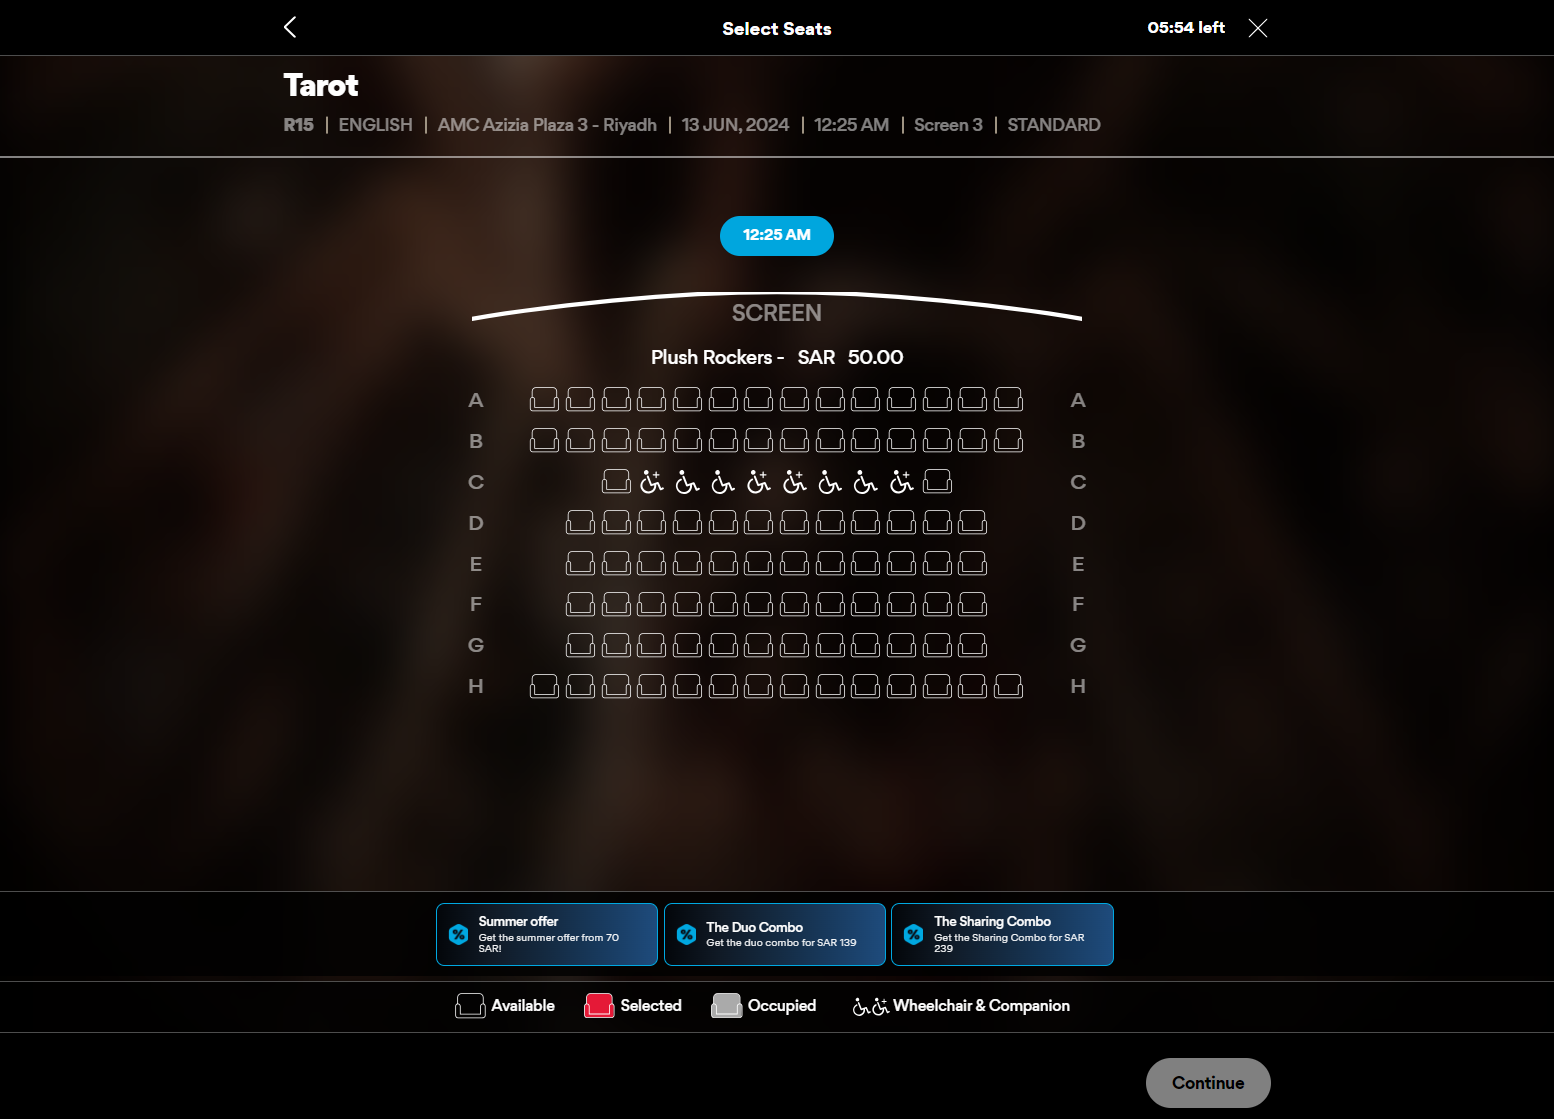 Select Seats
05:54 left
Tarot
R15 | ENGLISH | AMC Azizia Plaza 3 - Riyadh | 13 JUN, 2024 | 12:25 AM | Screen 3 | STANDARD
12:25 AM
SCREEN
Plush Rockers - SAR 50.00
A A
B B
C C
D D
E E
F F
G G
H H
Summer offer
Get the summer offer from 70
SAR!
The Duo Combo
Get the duo combo for SAR 139
The Sharing Combo
Get the Sharing Combo for SAR
239
Available
Selected
Occupied
Wheelchair & Companion
Continue